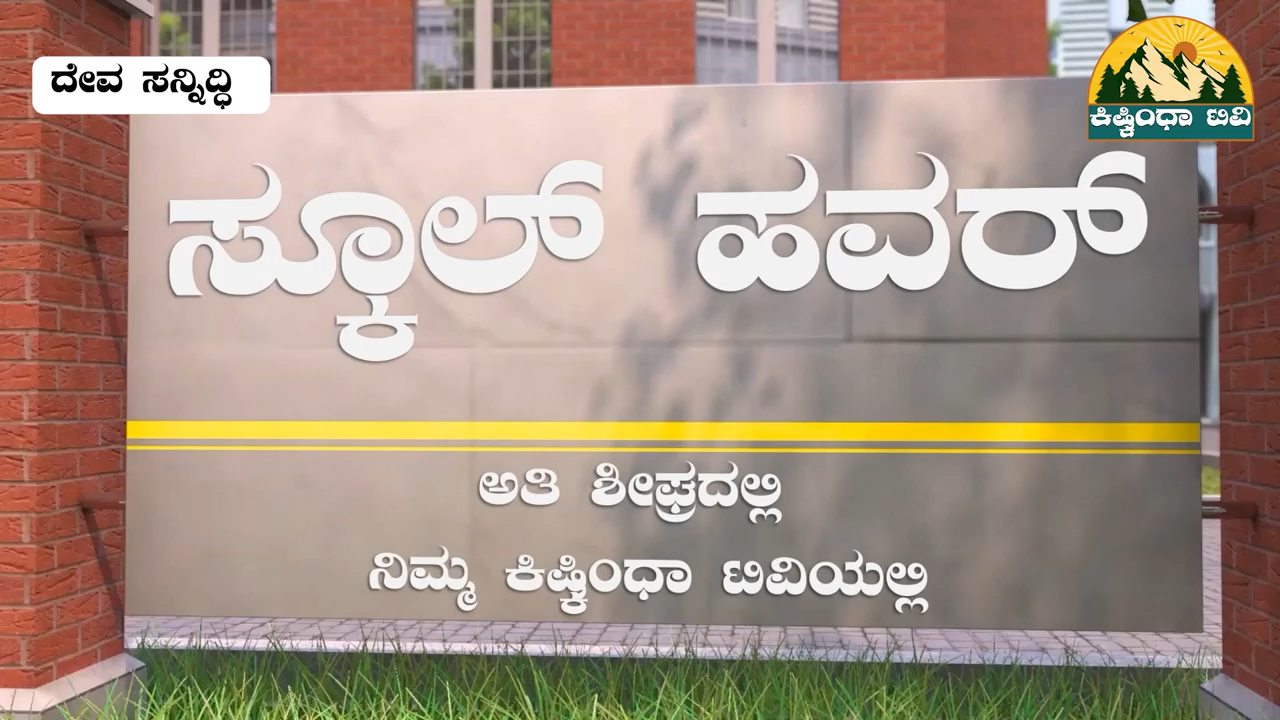 ದೇವ ಸನ್ನಿಧ್ಧಿ
ಕಿಷ್ಕಿಂಧಾ ಟಿವಿ
ಸ್ಕೂಲ್ ಹವರ್
ಅತಿ ಶೀಘ್ರದಲ್ಲಿ
ನಿಮ್ಮ ಕಿಷ್ಕಿಂಧಾ ಟಿವಿಯಲ್ಲಿ